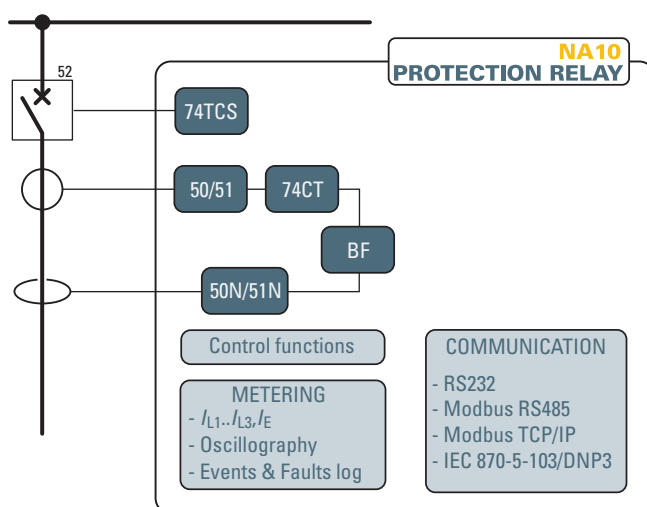 NA10
PROTECTION RELAY
52
74TCS
50/51
74CT
BF
50N/51N
Control functions
METERING
- IL1..IL3,IE
- Oscillography
- Events & Faults log
COMMUNICATION
- RS232
- Modbus RS485
- Modbus TCP/IP
- IEC 870-5-103/DNP3